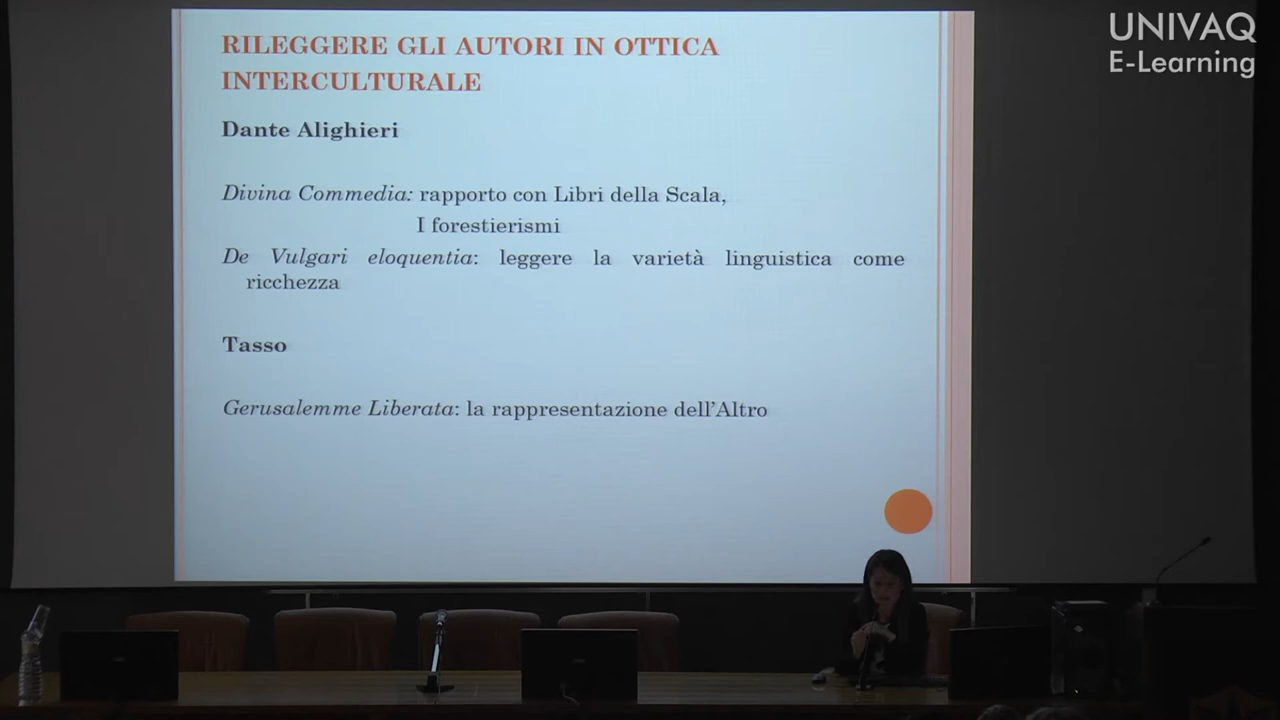 UNIVAQ
E-Learning
RILEGGERE GLI AUTORI IN OTTICA
INTERCULTURALE
Dante Alighieri
Divina Commedia: rapporto con Libri della Scala,
I forestierismi
De Vulgari eloquentia: leggere la varietà linguistica come
ricchezza
Tasso
Gerusalemme Liberata: la rappresentazione dell'Altro